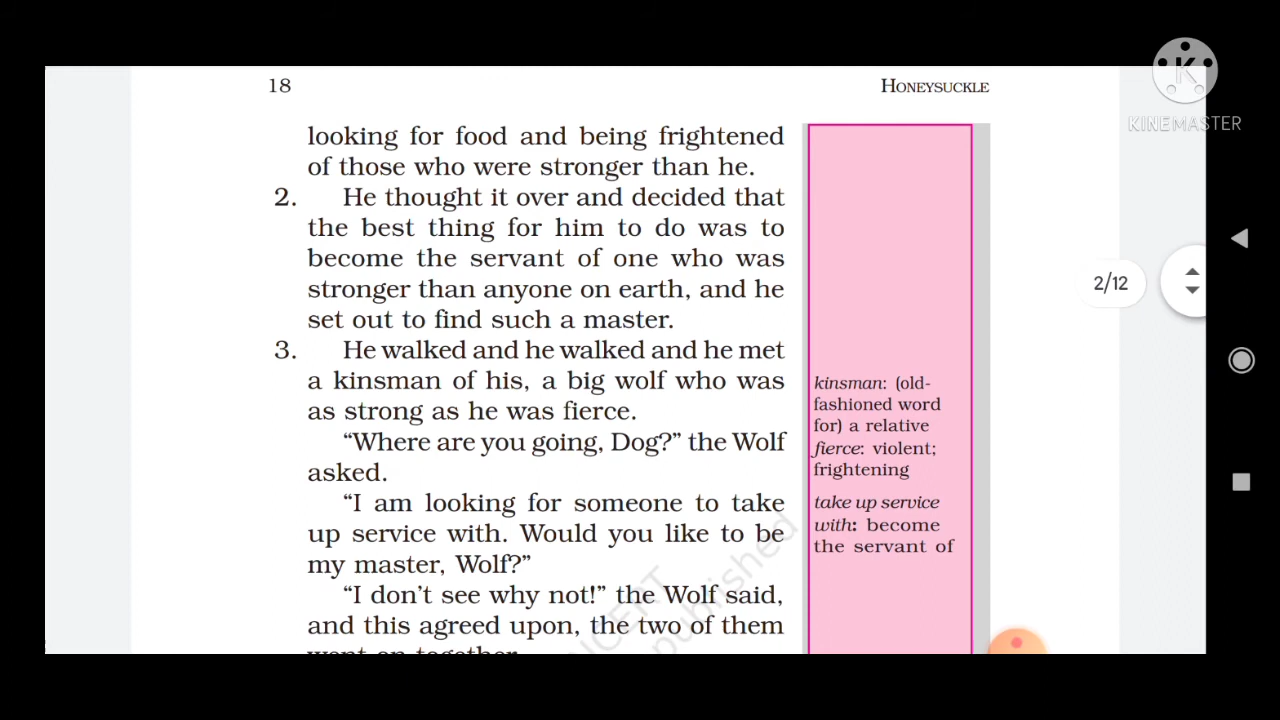 18
HONEYSUCKLE
KINEMASTER
looking for food and being frightened
of those who were stronger than he.
2. He thought it over and decided that
the best thing for him to do was to
become the servant of one who was
stronger than anyone on earth, and he
set out to find such a master.
3. He walked and he walked and he met
a kinsman of his, a big wolf who was
as strong as he was fierce.
“Where are you going, Dog?” the Wolf
asked.
“I am looking for someone to take
up service with. Would you like to be
my master, Wolf?”
“I don’t see why not!” the Wolf said,
and this agreed upon, the two of them
went on together.
kinsman: (old-
fashioned word
for) a relative
fierce: violent;
frightening
take up service
with: become
the servant of
2/12
published